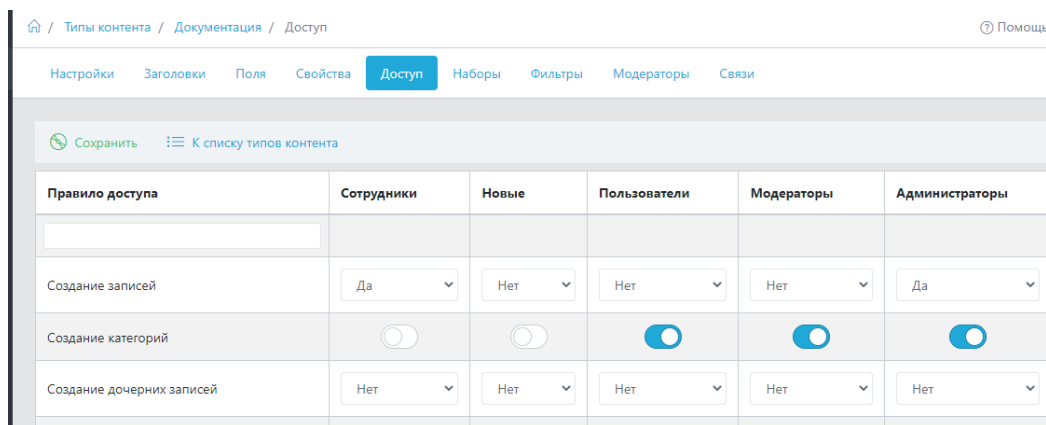 / Типы контента / Документация / Доступ Помощь
Настройки Заголовки Поля Свойства Доступ Наборы Фильтры Модераторы Связи
Сохранить К списку типов контента
Правило доступа Сотрудники Новые Пользователи Модераторы Администраторы
Создание записей Да Нет Нет Нет Да
Создание категорий
Создание дочерних записей Нет Нет Нет Нет Нет